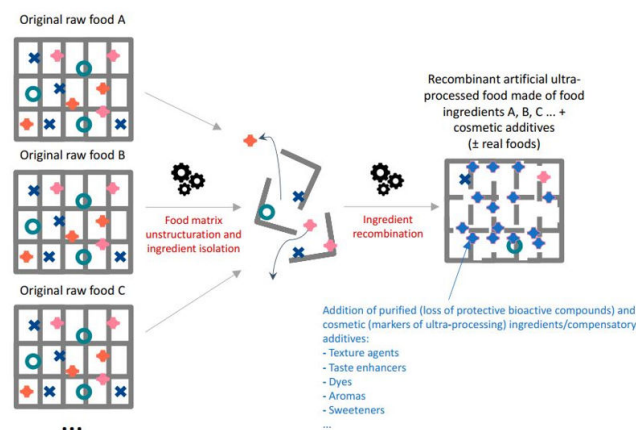 Original raw food A
Original raw food B
Original raw food C
...
Food matrix
unstructuration and
ingredient isolation
Ingredient
recombination
Recombinant artificial ultra-
processed food made of food
ingredients A, B, C ... +
cosmetic additives
(± real foods)
Addition of purified (loss of protective bioactive compounds) and
cosmetic (markers of ultra-processing) ingredients/compensatory
additives:
- Texture agents
- Taste enhancers
- Dyes
- Aromas
- Sweeteners
...